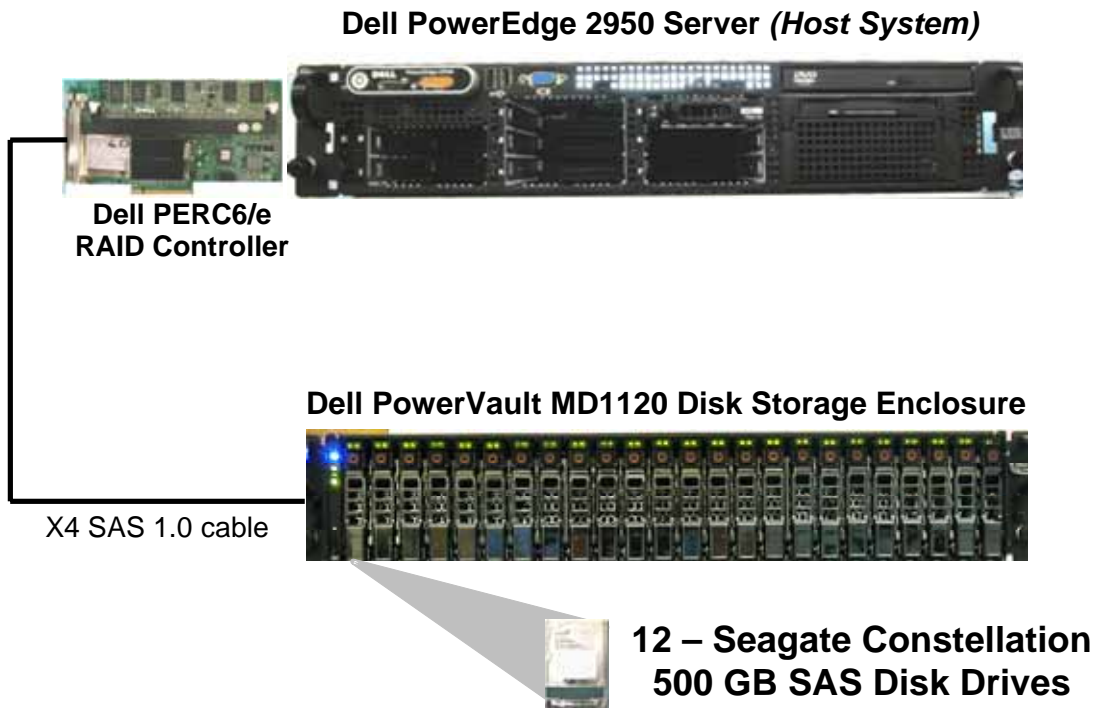 Dell PowerEdge 2950 Server (Host System)
Dell PERC6/e
RAID Controller
Dell PowerVault MD1120 Disk Storage Enclosure
X4 SAS 1.0 cable
12 – Seagate Constellation
500 GB SAS Disk Drives